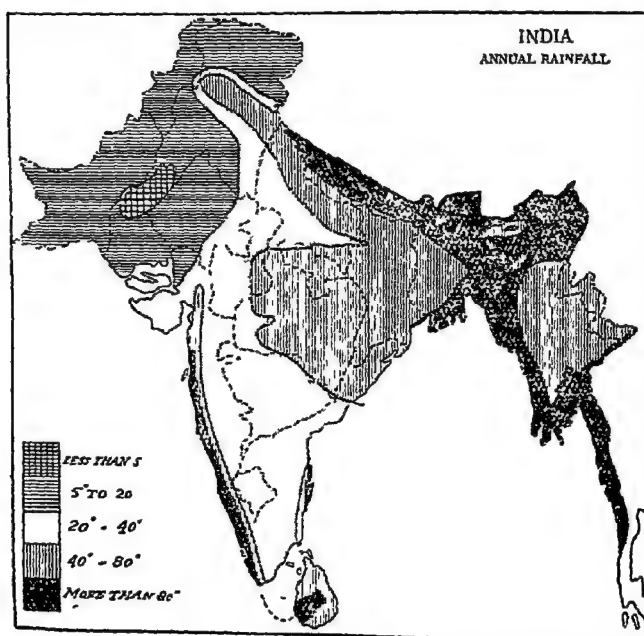 INDIA
ANNUAL RAINFALL
LESS THAN 5
5" TO 20
20" - 40"
40" - 80"
MORE THAN 80"